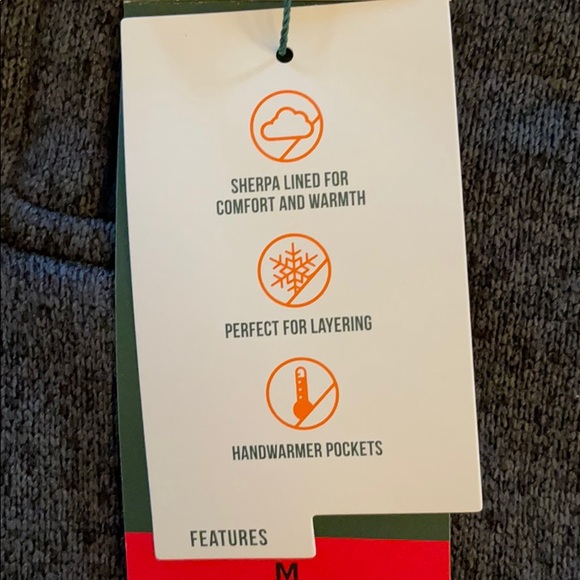 SHERPA LINED FOR
COMFORT AND WARMTH
PERFECT FOR LAYERING
HANDWARMER POCKETS
FEATURES
M